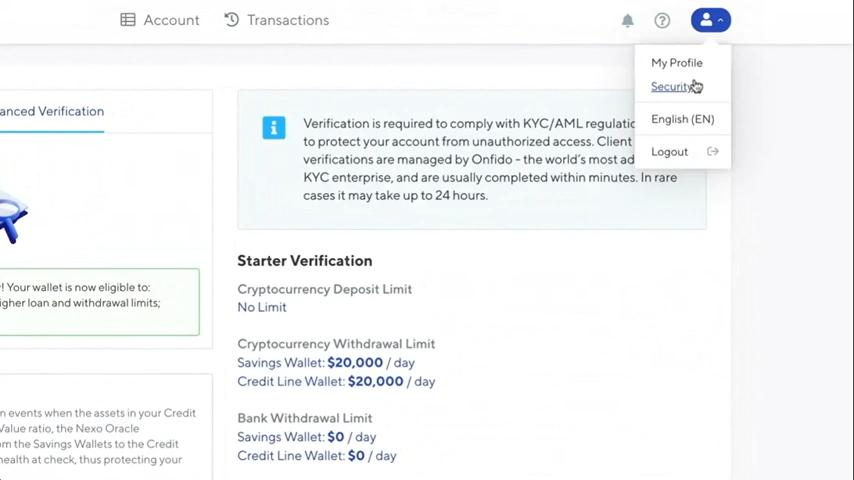 Account
Transactions
My Profile
Security
English (EN)
Logout
anced Verification
Verification is required to comply with KYC/AML regulatio
to protect your account from unauthorized access. Client
verifications are managed by Onfido - the world's most ad
KYC enterprise, and are usually completed within minutes. In rare
cases it may take up to 24 hours.
! Your wallet is now eligible to:
igher loan and withdrawal limits;
Starter Verification
Cryptocurrency Deposit Limit
No Limit
Cryptocurrency Withdrawal Limit
Savings Wallet: $20,000 / day
Credit Line Wallet: $20,000 / day
Bank Withdrawal Limit
Savings Wallet: $0 / day
Credit Line Wallet: $0 / day
n events when the assets in your Credit
Value ratio, the Nexo Oracle
om the Savings Wallets to the Credit
health at check, thus protecting your